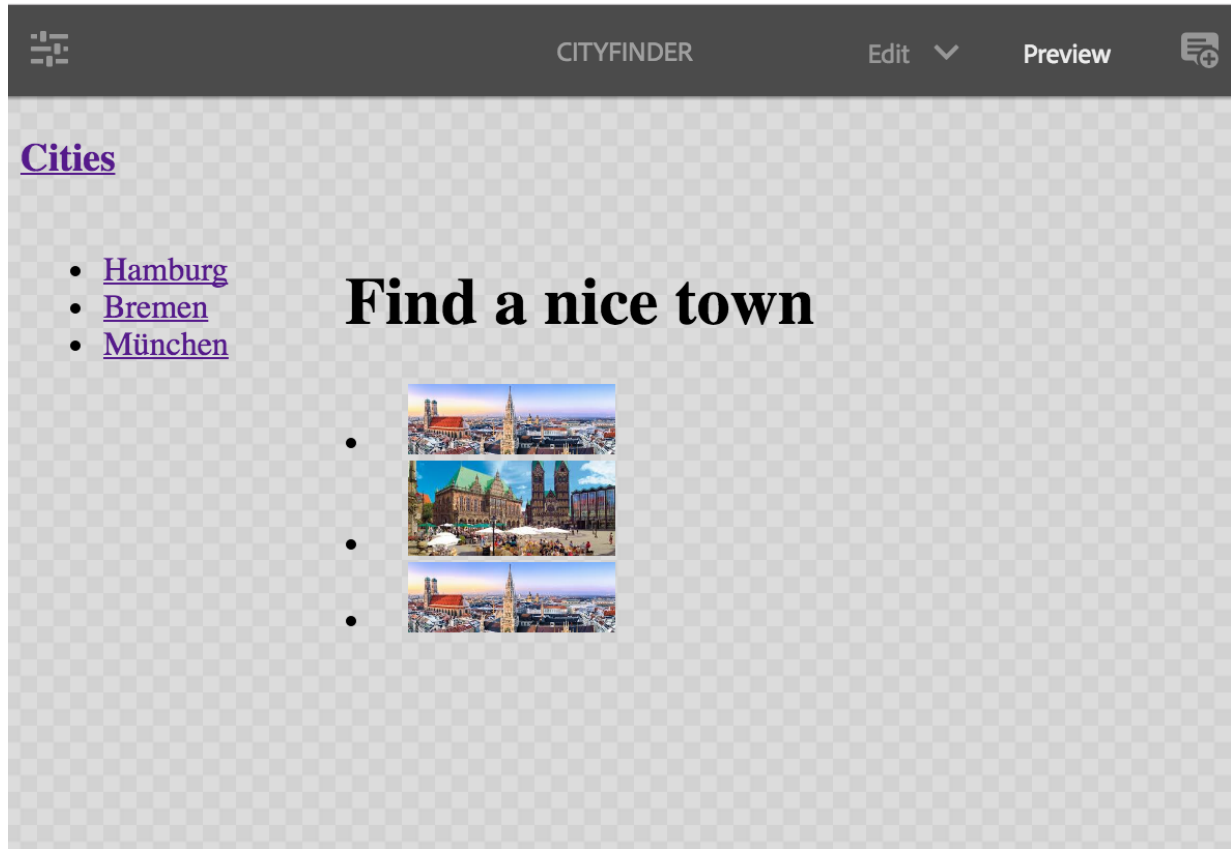 CITYFINDER Edit Preview
Cities
Hamburg
Bremen
München
Find a nice town